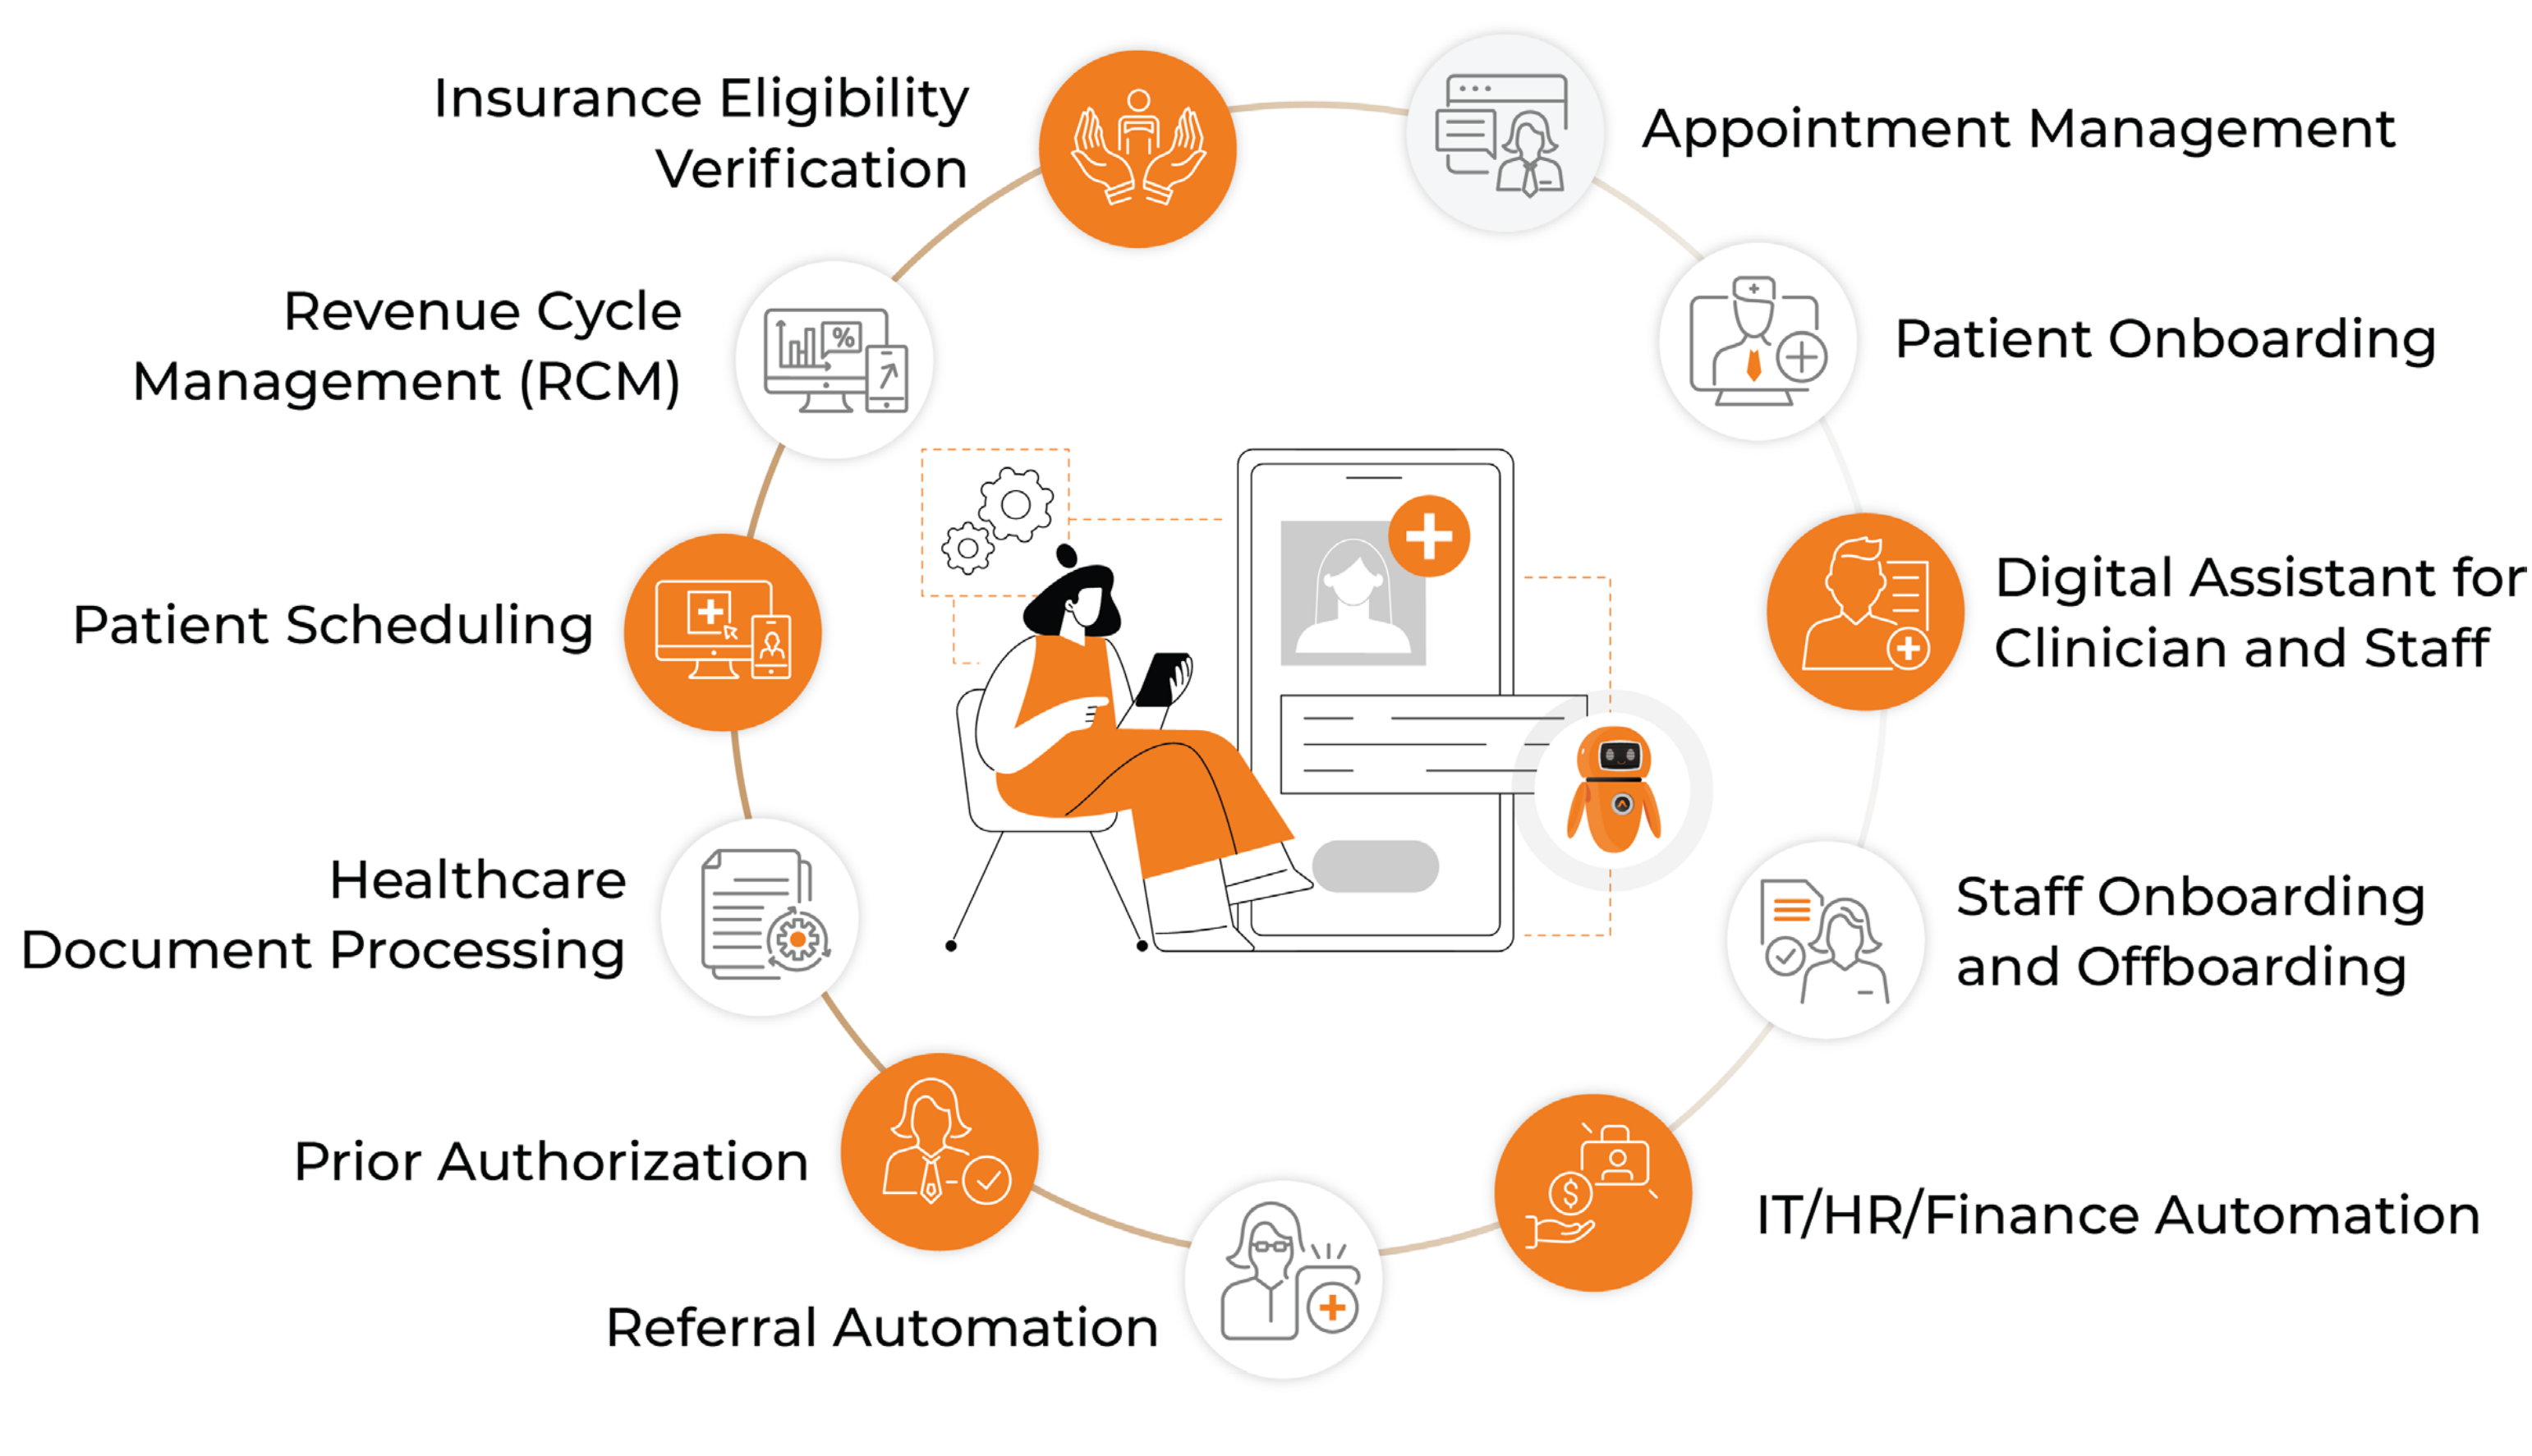 Insurance Eligibility
Verification
Appointment Management
Revenue Cycle
Management (RCM)
Patient Onboarding
Patient Scheduling
Digital Assistant for
Clinician and Staff
Healthcare
Document Processing
Staff Onboarding
and Offboarding
Prior Authorization
IT/HR/Finance Automation
Referral Automation
%
$